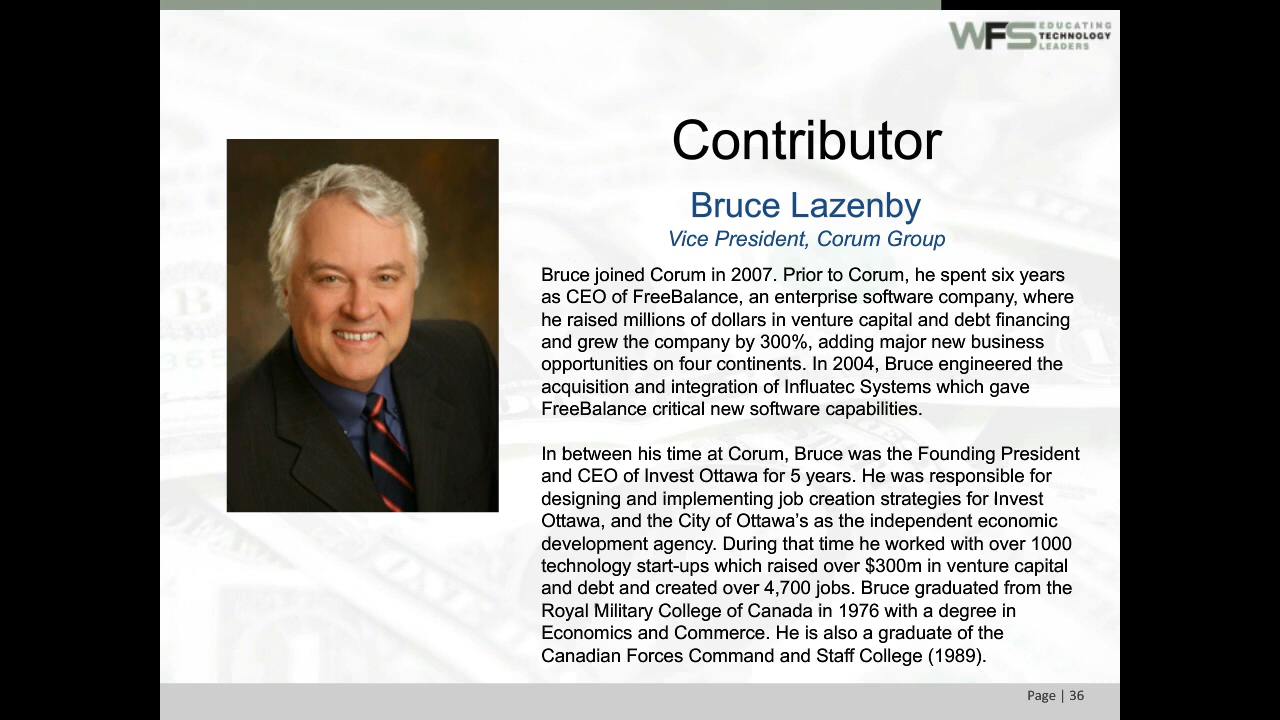 WFS EDUCATING
TECHNOLOGY
LEADERS
Contributor
Bruce Lazenby
Vice President, Corum Group
Bruce joined Corum in 2007. Prior to Corum, he spent six years
as CEO of FreeBalance, an enterprise software company, where
he raised millions of dollars in venture capital and debt financing
and grew the company by 300%, adding major new business
opportunities on four continents. In 2004, Bruce engineered the
acquisition and integration of Influatec Systems which gave
FreeBalance critical new software capabilities.
In between his time at Corum, Bruce was the Founding President
and CEO of Invest Ottawa for 5 years. He was responsible for
designing and implementing job creation strategies for Invest
Ottawa, and the City of Ottawa’s as the independent economic
development agency. During that time he worked with over 1000
technology start-ups which raised over $300m in venture capital
and debt and created over 4,700 jobs. Bruce graduated from the
Royal Military College of Canada in 1976 with a degree in
Economics and Commerce. He is also a graduate of the
Canadian Forces Command and Staff College (1989).
Page | 36